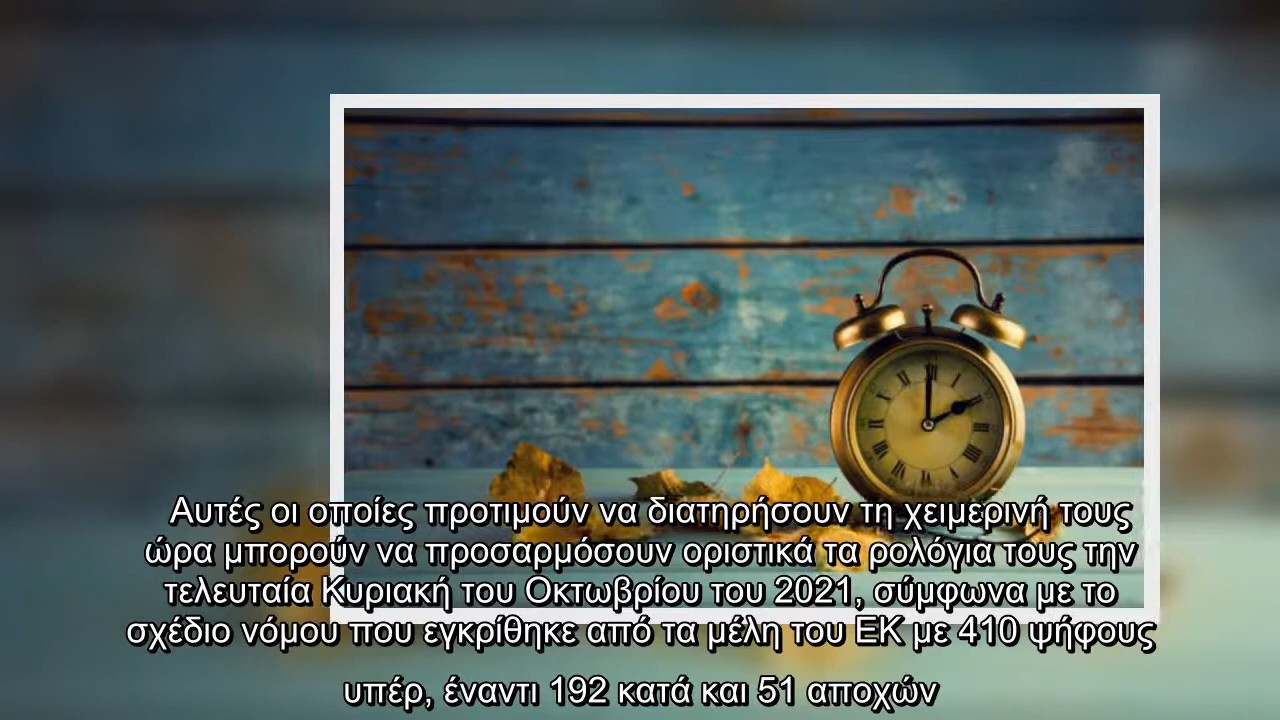 Αυτές οι οποίες προτιμούν να διατηρήσουν τη χειμερινή τους
ώρα μπορούν να προσαρμόσουν οριστικά τα ρολόγια τους την
τελευταία Κυριακή του Οκτωβρίου του 2021, σύμφωνα με το
σχέδιο νόμου που εγκρίθηκε από τα μέλη του ΕΚ με 410 ψήφους
υπέρ, έναντι 192 κατά και 51 αποχών